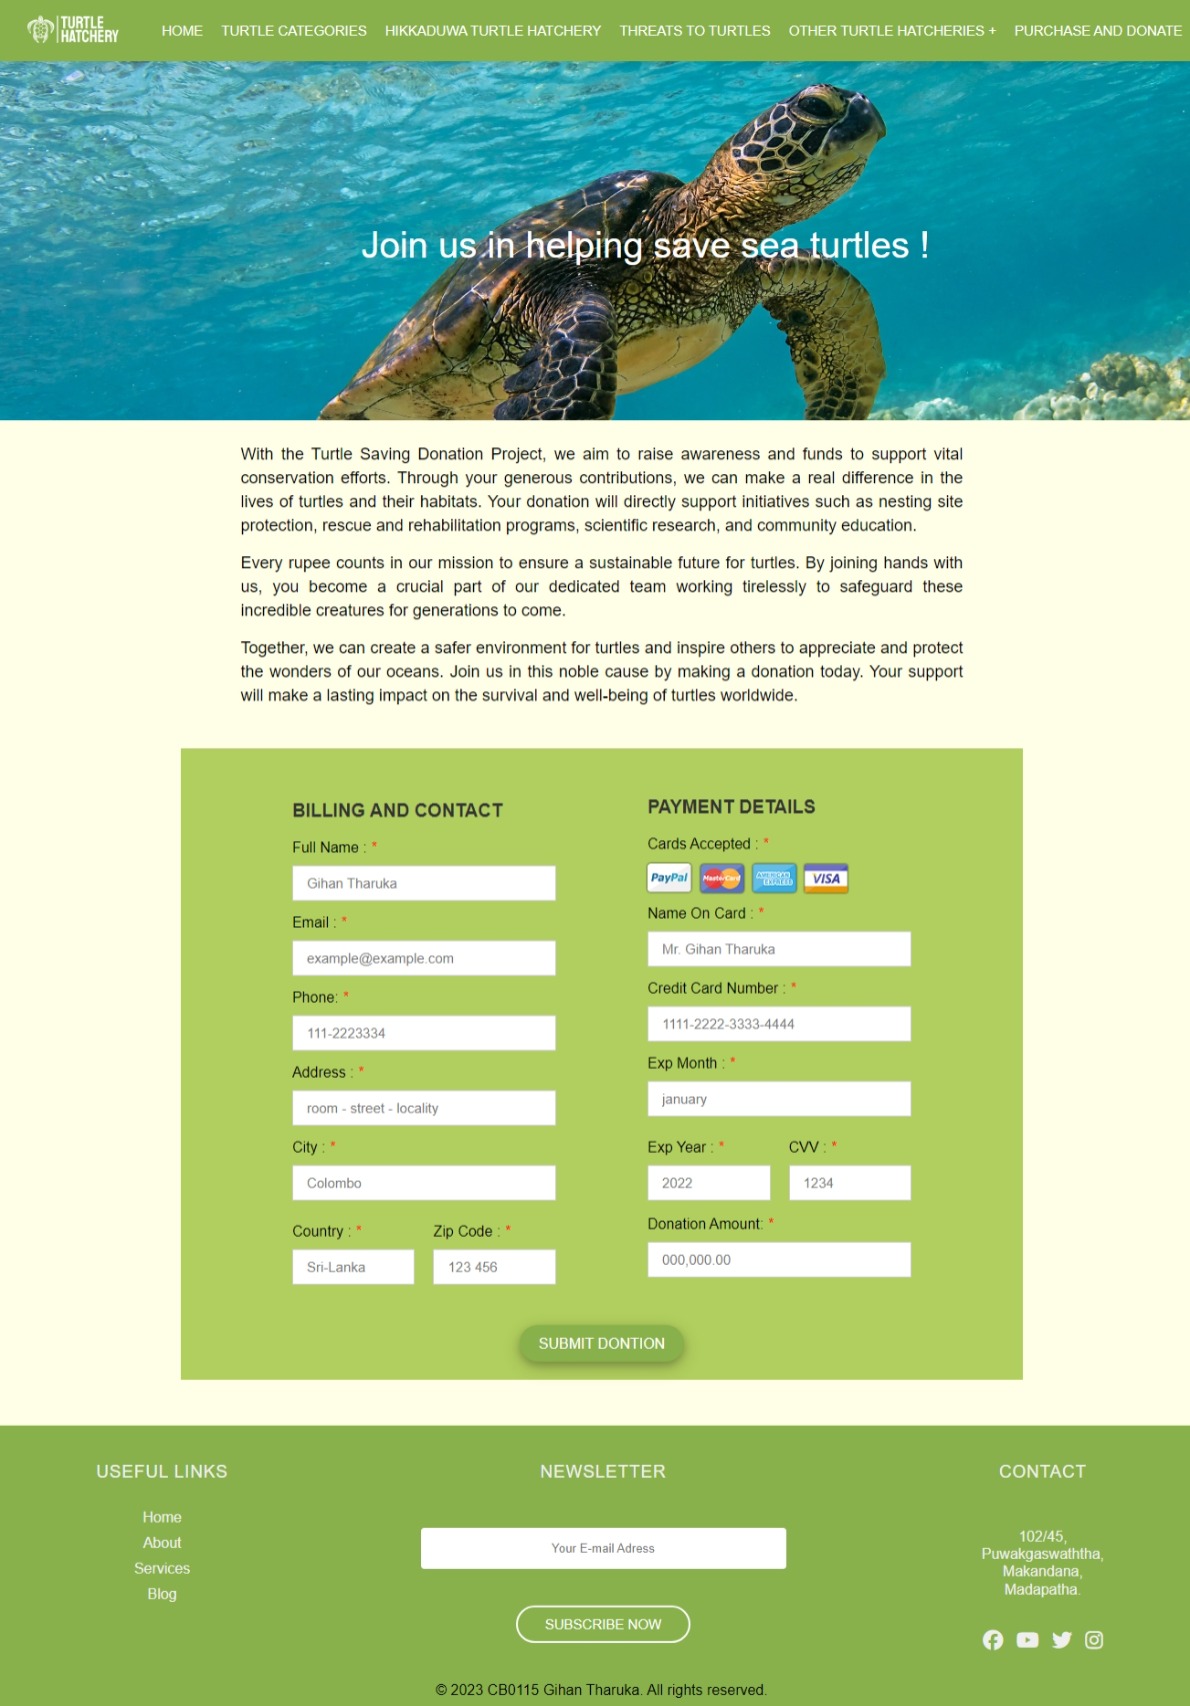 TURTLE
HATCHERY
HOME TURTLE CATEGORIES HIKKADUWA TURTLE HATCHERY THREATS TO TURTLES OTHER TURTLE HATCHERIES + PURCHASE AND DONATE
Join us in helping save sea turtles !
With the Turtle Saving Donation Project, we aim to raise awareness and funds to support vital
conservation efforts. Through your generous contributions, we can make a real difference in the
lives of turtles and their habitats. Your donation will directly support initiatives such as nesting site
protection, rescue and rehabilitation programs, scientific research, and community education.
Every rupee counts in our mission to ensure a sustainable future for turtles. By joining hands with
us, you become a crucial part of our dedicated team working tirelessly to safeguard these
incredible creatures for generations to come.
Together, we can create a safer environment for turtles and inspire others to appreciate and protect
the wonders of our oceans. Join us in this noble cause by making a donation today. Your support
will make a lasting impact on the survival and well-being of turtles worldwide.
BILLING AND CONTACT
Full Name : *
Gihan Tharuka
Email : *
example@example.com
Phone: *
111-2223334
Address : *
room - street - locality
City : *
Colombo
Country : * Zip Code : *
Sri-Lanka 123 456
PAYMENT DETAILS
Cards Accepted : *
PayPal MasterCard AMERICAN EXPRESS VISA
Name On Card : *
Mr. Gihan Tharuka
Credit Card Number : *
1111-2222-3333-4444
Exp Month : *
january
Exp Year : * CVV : *
2022 1234
Donation Amount: *
000,000.00
SUBMIT DONTION
USEFUL LINKS
Home
About
Services
Blog
NEWSLETTER
Your E-mail Adress
SUBSCRIBE NOW
CONTACT
102/45,
Puwakgaswaththa,
Makandana,
Madapatha.
© 2023 CB0115 Gihan Tharuka. All rights reserved.